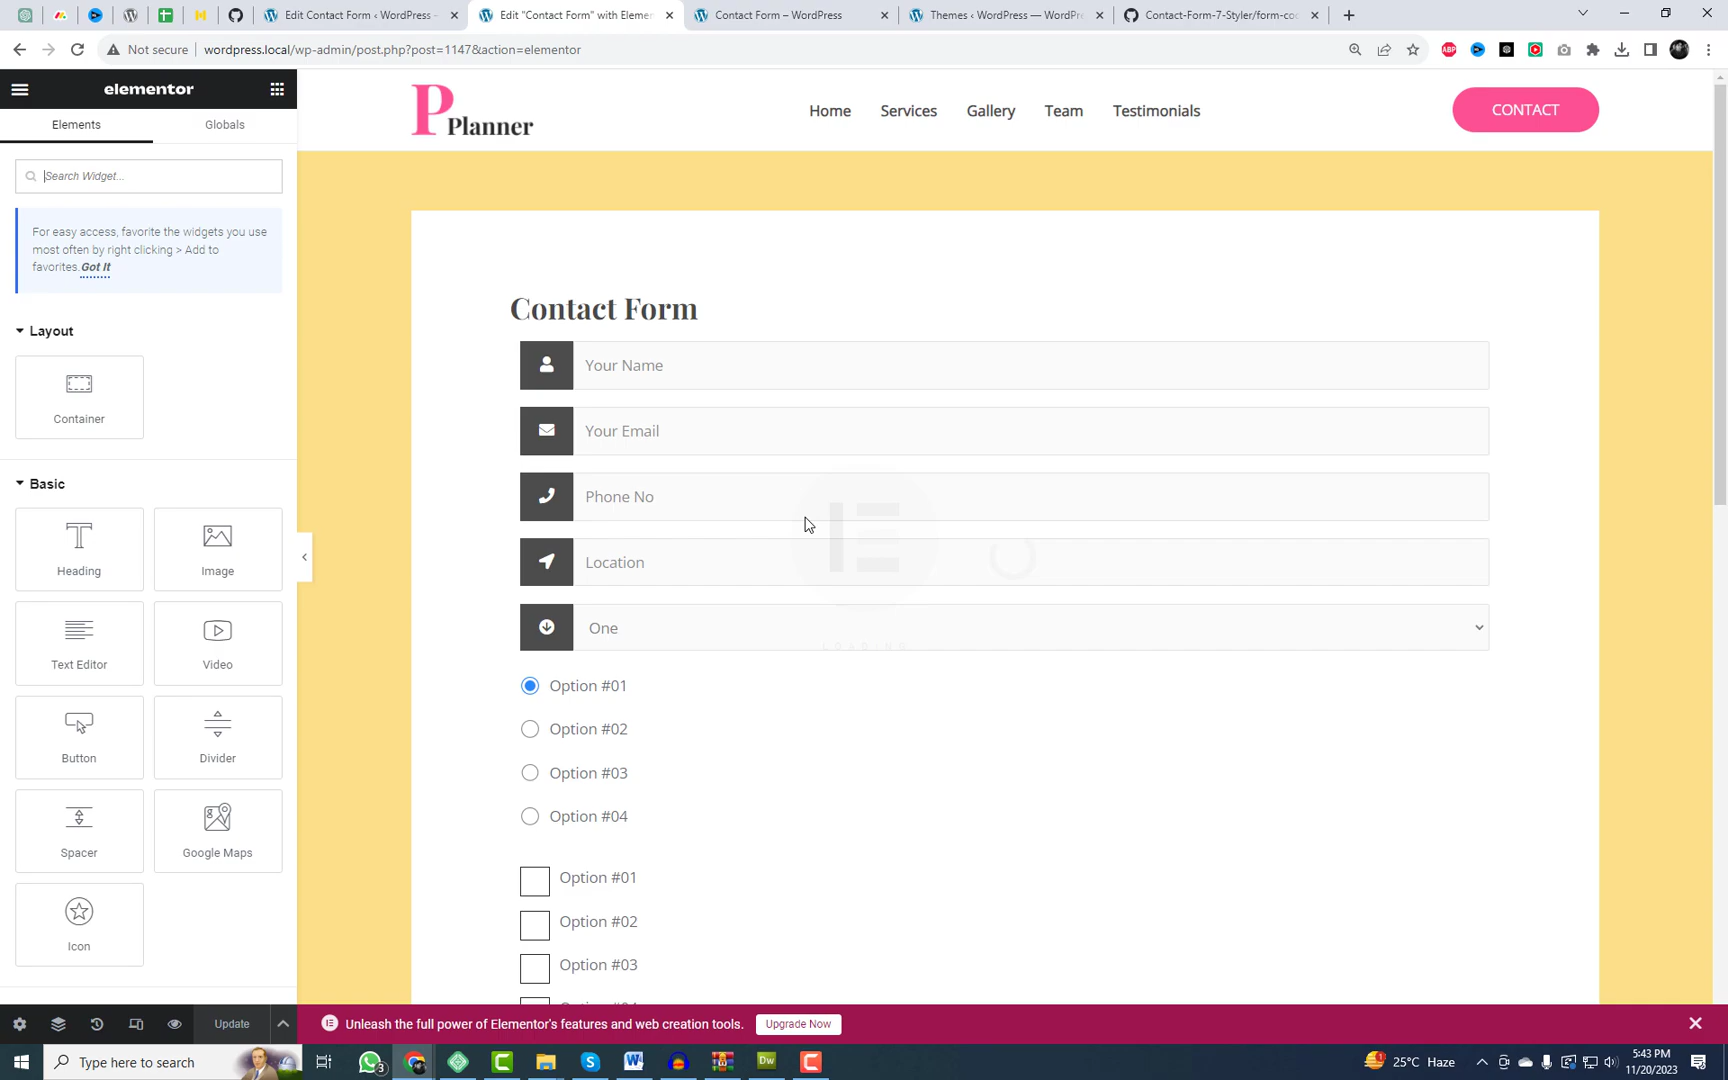 Edit Contact Form ‹ WordPress –
Edit "Contact Form" with Elemen
Contact Form – WordPress
Themes ‹ WordPress — WordPr
Contact-Form-7-Styler/form-co
Not secure
wordpress.local/wp-admin/post.php?post=1147&action=elementor
ABP
elementor
Elements
Globals
Search Widget...
For easy access, favorite the widgets you use
most often by right clicking > Add to
favorites. Got It
Layout
Container
Basic
Heading
Image
Text Editor
Video
Button
Divider
Spacer
Google Maps
Icon
P Planner
Home
Services
Gallery
Team
Testimonials
CONTACT
Contact Form
Your Name
Your Email
Phone No
Location
One
LOADING
Option #01
Option #02
Option #03
Option #04
Option #01
Option #02
Option #03
Update
Unleash the full power of Elementor's features and web creation tools.
Upgrade Now
Type here to search
3
Dw
25°C Haze
5:43 PM
11/20/2023